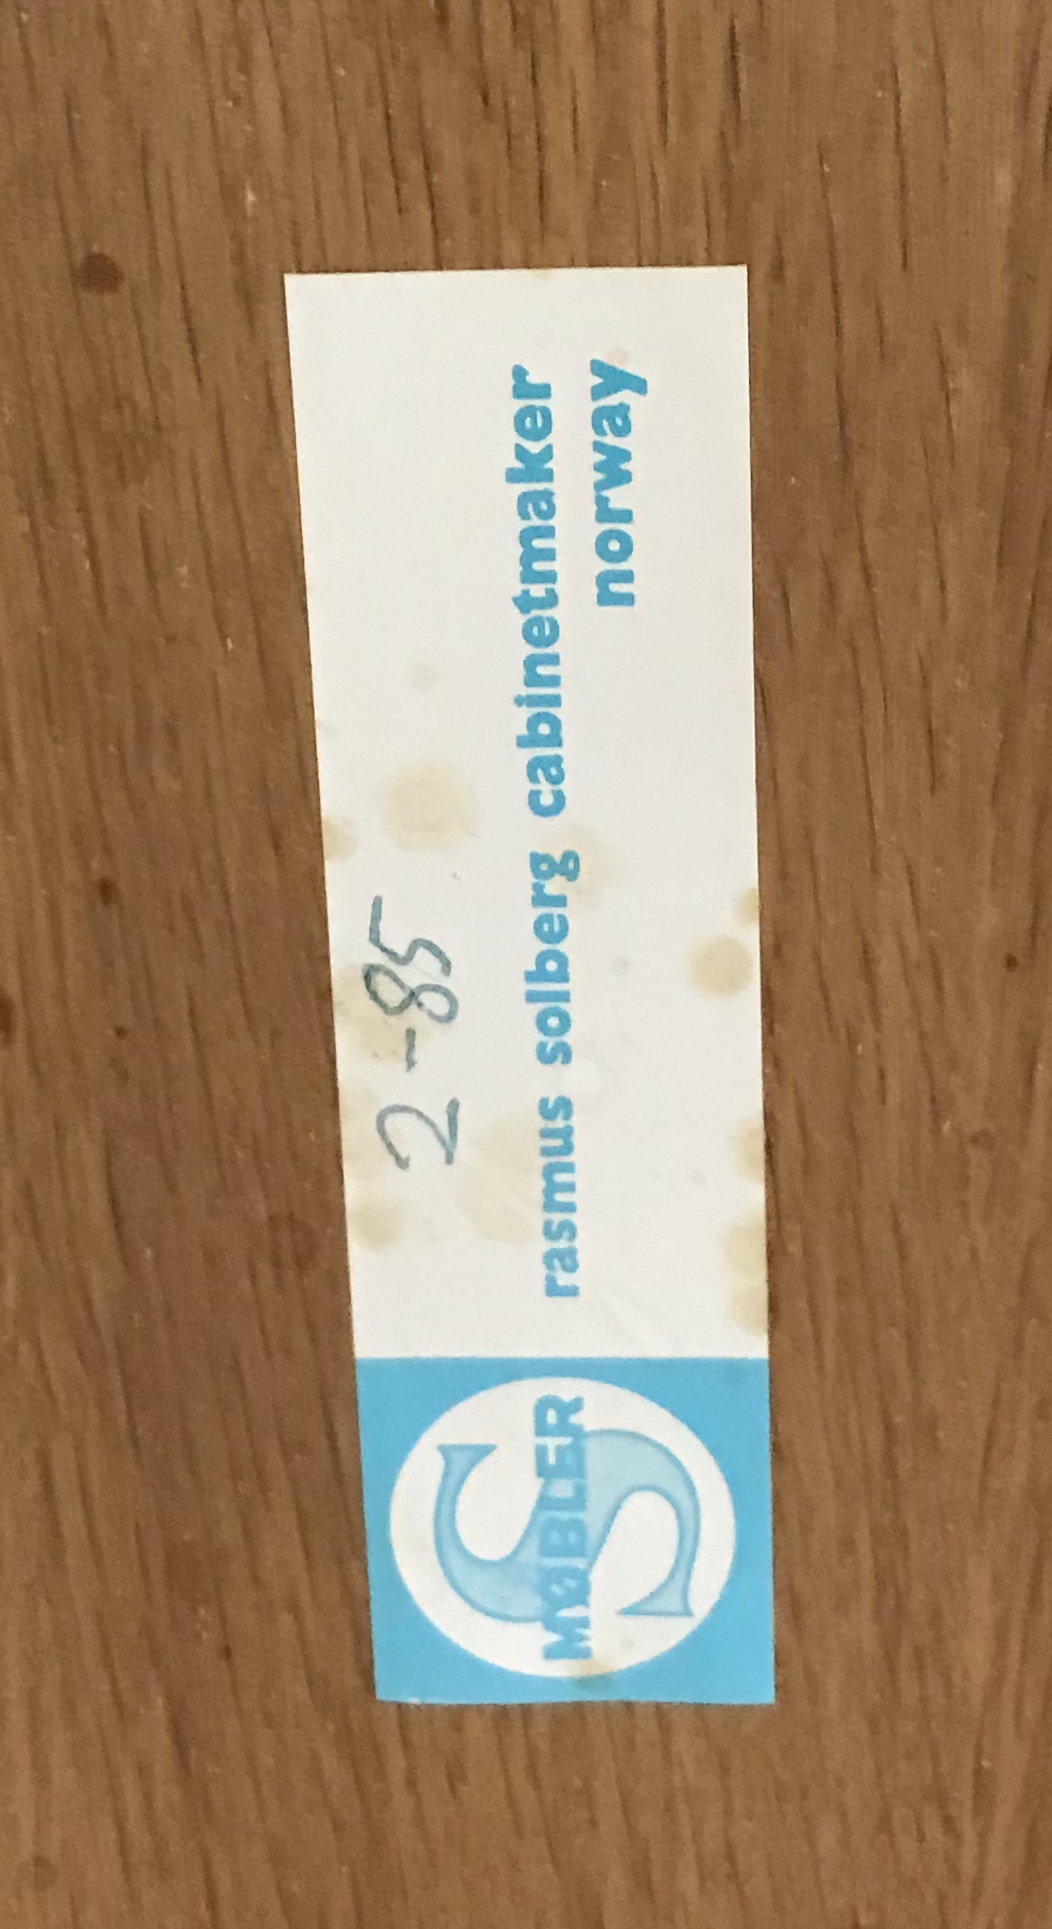 2-85
rasmus solberg cabinetmaker
norway
S
MØBLER